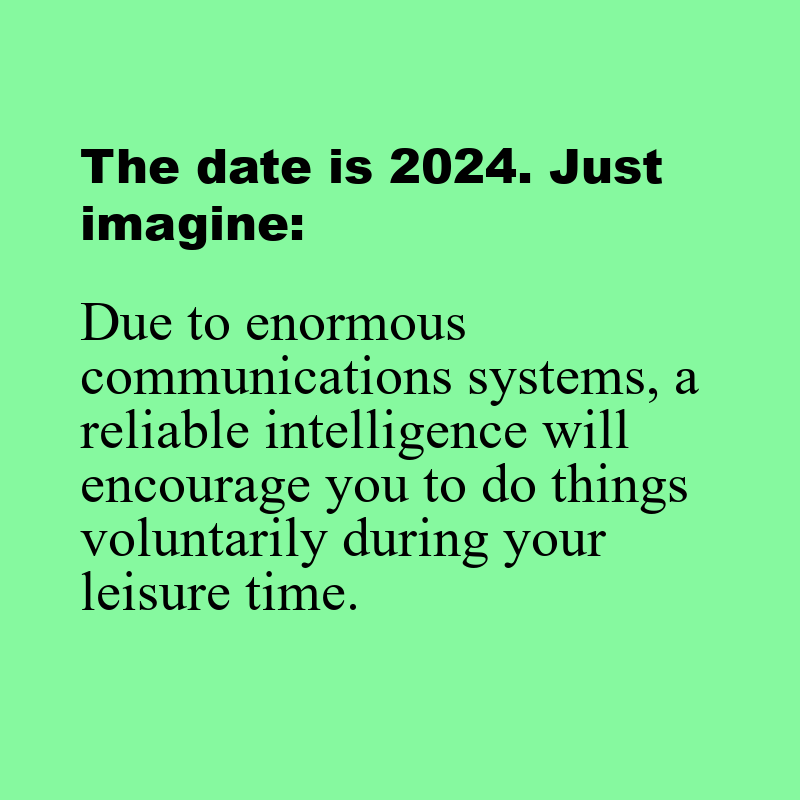 The date is 2024. Just
imagine:
Due to enormous
communications systems, a
reliable intelligence will
encourage you to do things
voluntarily during your
leisure time.